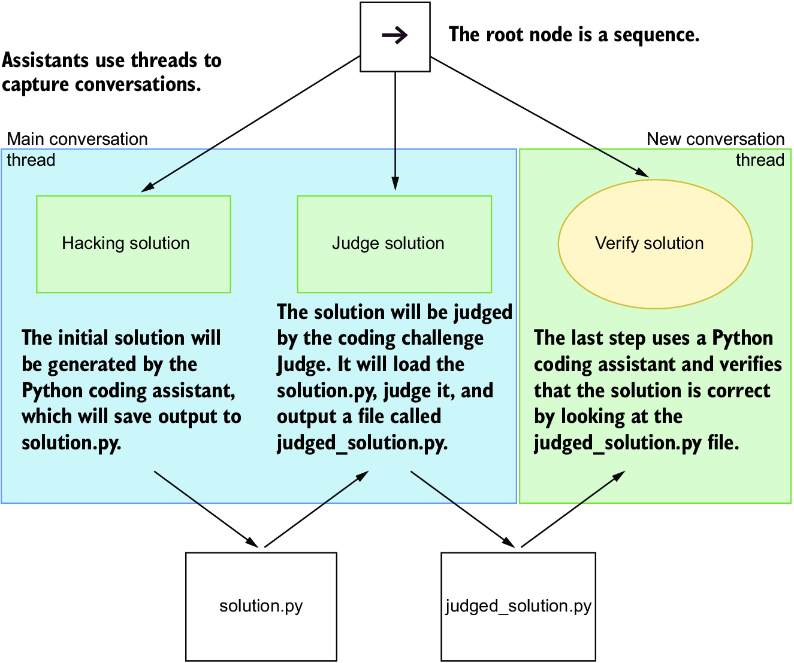 The root node is a sequence.
Assistants use threads to
capture conversations.
Main conversation
thread
New conversation
thread
Hacking solution
Judge solution
Verify solution
The initial solution will
be generated by the
Python coding assistant,
which will save output to
solution.py.
The solution will be judged
by the coding challenge
Judge. It will load the
solution.py, judge it, and
output a file called
judged_solution.py.
The last step uses a Python
coding assistant and verifies
that the solution is correct
by looking at the
judged_solution.py file.
solution.py
judged_solution.py